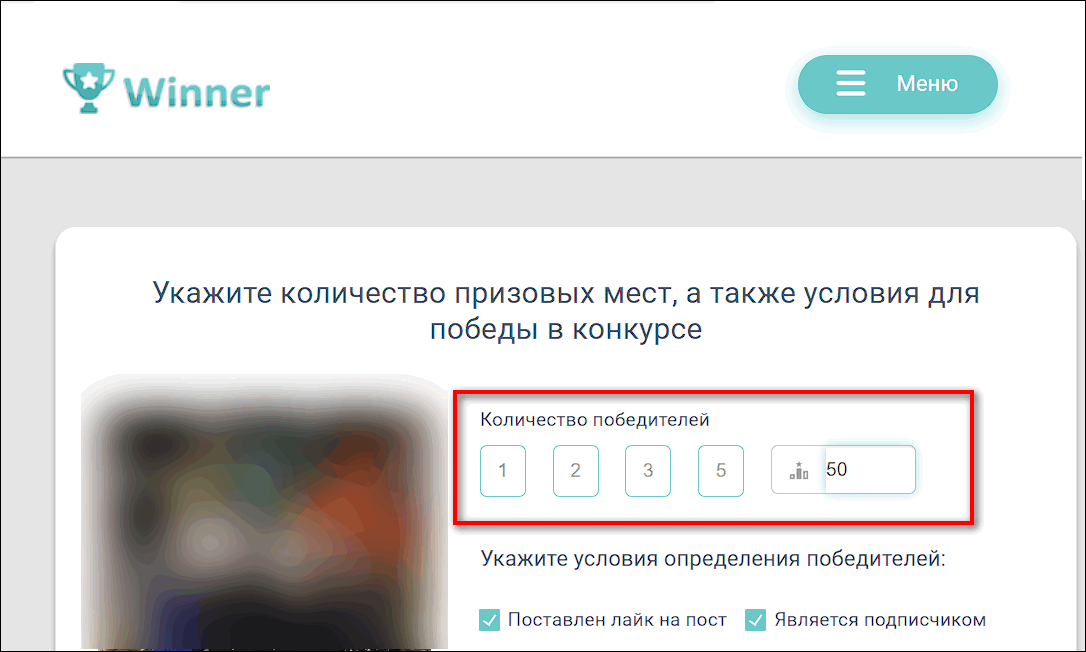 Winner
Меню
Укажите количество призовых мест, а также условия для
победы в конкурсе
Количество победителей
1 2 3 5 50
Укажите условия определения победителей:
Поставлен лайк на пост Является подписчиком